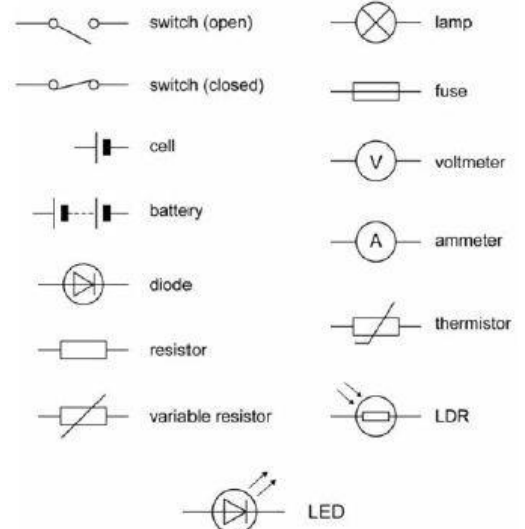 switch (open)
switch (closed)
cell
battery
diode
resistor
variable resistor
lamp
fuse
V
voltmeter
A
ammeter
thermistor
LDR
LED